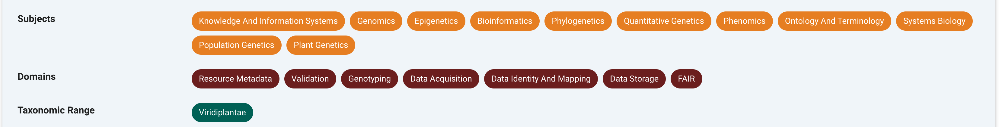 Subjects Knowledge And Information Systems Genomics Epigenetics Bioinformatics Phylogenetics Quantitative Genetics Phenomics Ontology And Terminology Systems Biology
Population Genetics Plant Genetics
Domains Resource Metadata Validation Genotyping Data Acquisition Data Identity And Mapping Data Storage FAIR
Taxonomic Range Viridiplantae